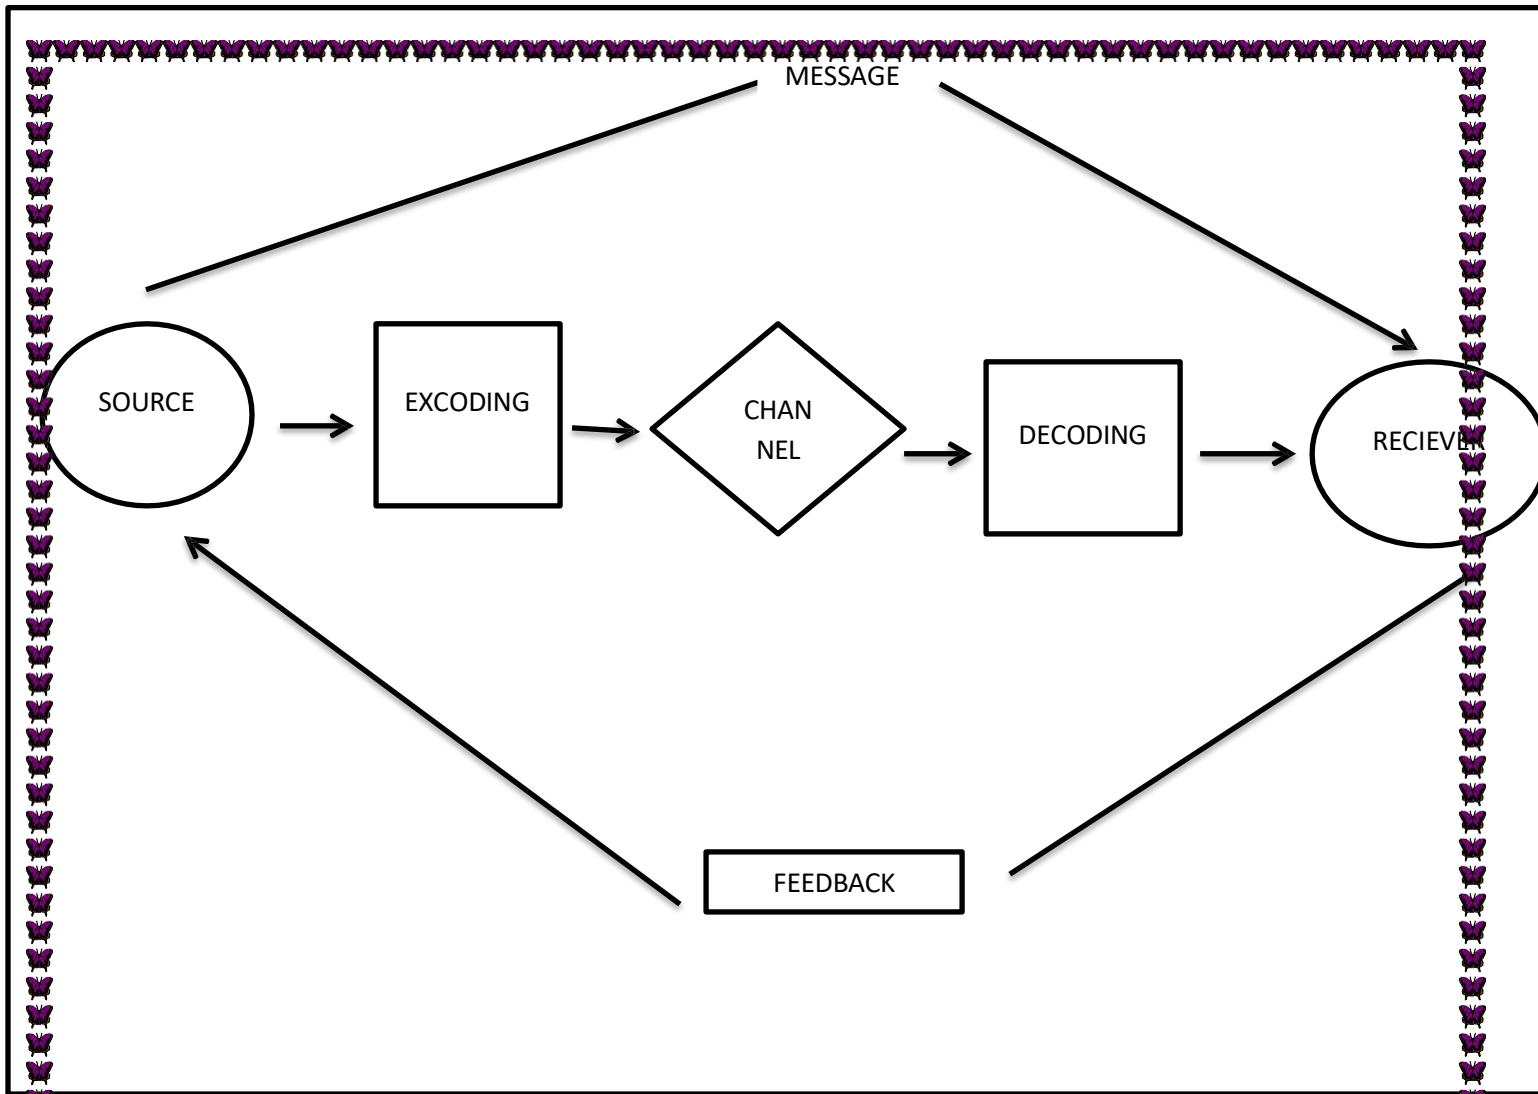 MESSAGE
SOURCE
EXCODING
CHAN
NEL
DECODING
RECIEVER
FEEDBACK